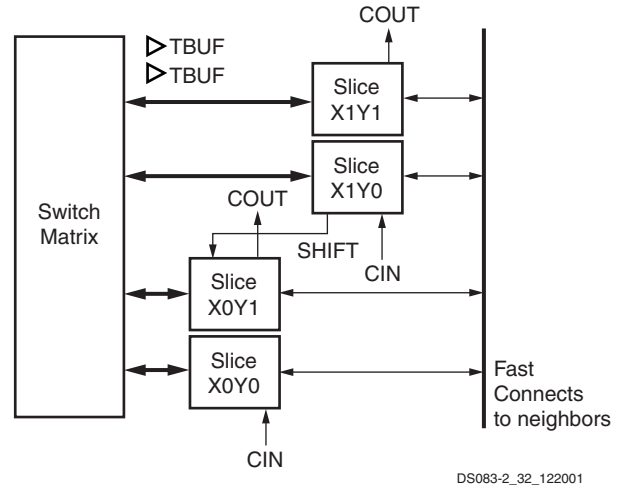 COUT
TBUF
TBUF
Slice
X1Y1
Slice
X1Y0
Switch
Matrix
COUT
SHIFT
CIN
Slice
X0Y1
Slice
X0Y0
Fast
Connects
to neighbors
CIN
DS083-2_32_122001